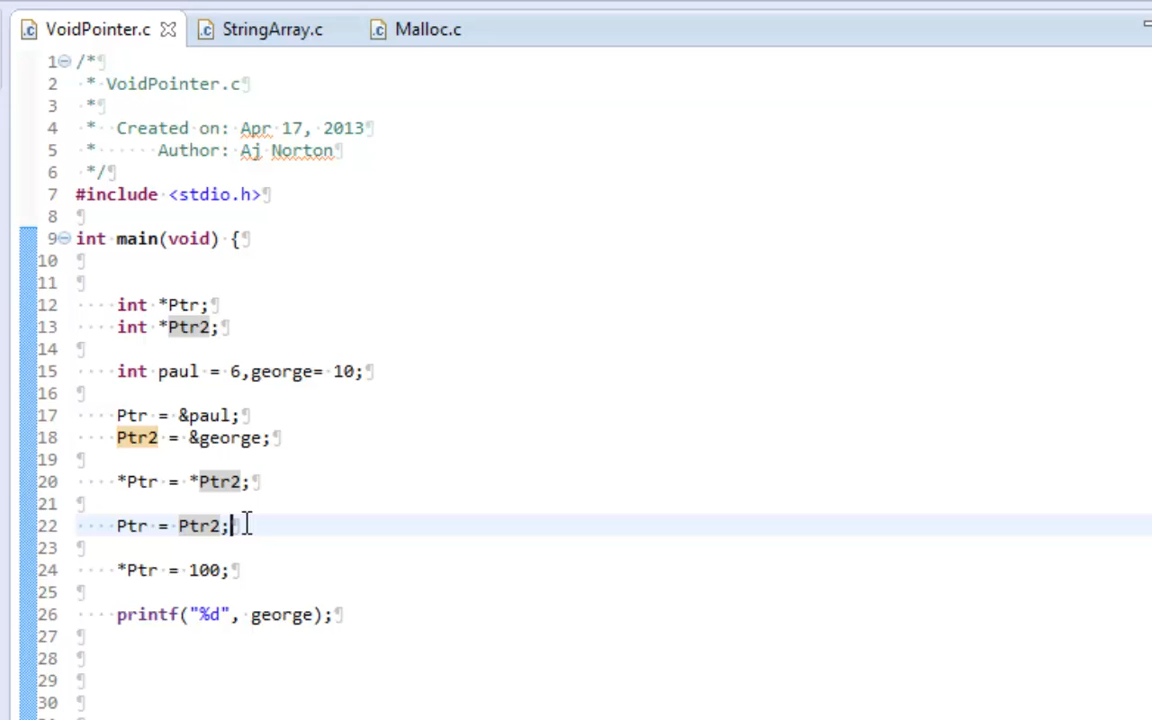 VoidPointer.c StringArray.c Malloc.c
1 /*
2 * VoidPointer.c
3 *
4 * Created on: Apr 17, 2013
5 * Author: Aj Norton
6 */
7 #include <stdio.h>
8
9 int main(void) {
10
11
12 int *Ptr;
13 int *Ptr2;
14
15 int paul = 6,george= 10;
16
17 Ptr = &paul;
18 Ptr2 = &george;
19
20 *Ptr = *Ptr2;
21
22 Ptr = Ptr2;
23
24 *Ptr = 100;
25
26 printf("%d", george);
27
28
29
30